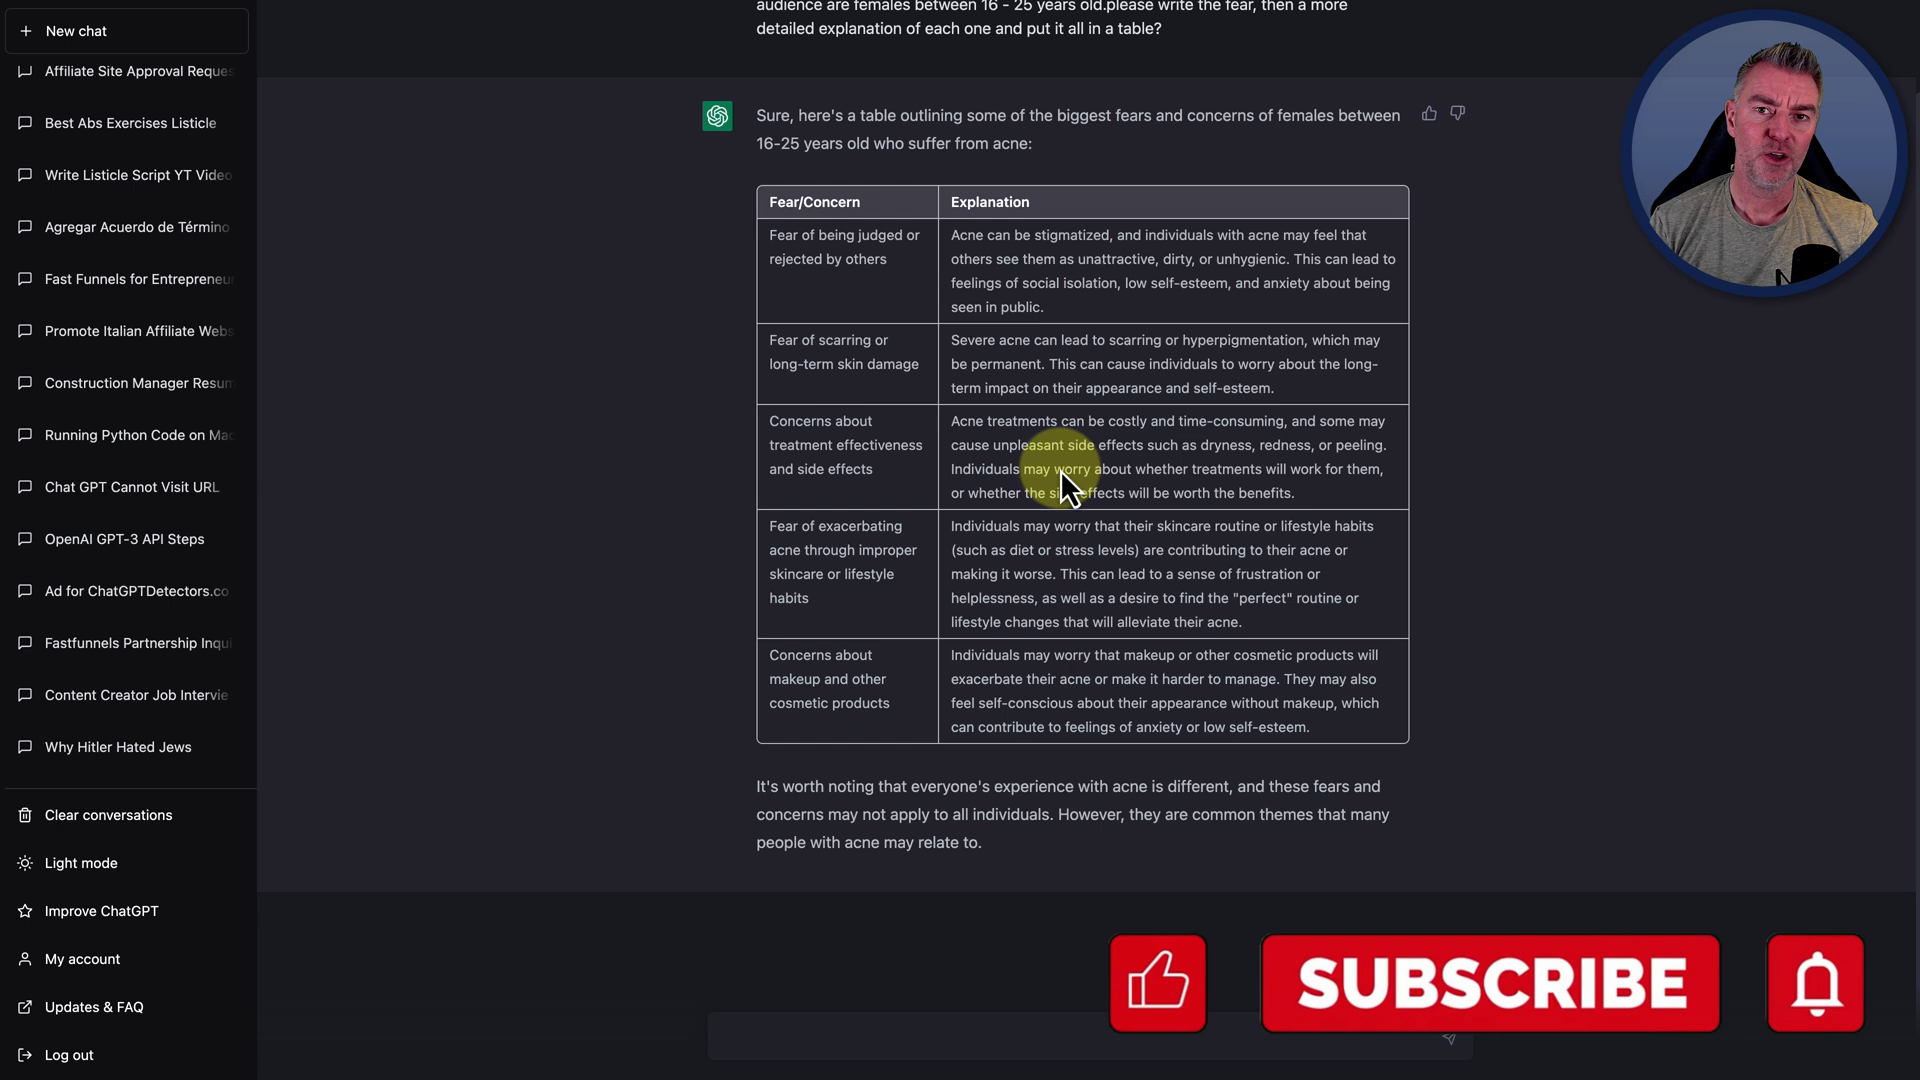 New chat
Affiliate Site Approval Reques
Best Abs Exercises Listicle
Write Listicle Script YT Video
Agregar Acuerdo de Término
Fast Funnels for Entrepreneur
Promote Italian Affiliate Webs
Construction Manager Resum
Running Python Code on Mac
Chat GPT Cannot Visit URL
OpenAI GPT-3 API Steps
Ad for ChatGPTDetectors.co
Fastfunnels Partnership Inqui
Content Creator Job Intervie
Why Hitler Hated Jews
Clear conversations
Light mode
Improve ChatGPT
My account
Updates & FAQ
Log out
audience are females between 16 - 25 years old.please write the fear, then a more
detailed explanation of each one and put it all in a table?
Sure, here's a table outlining some of the biggest fears and concerns of females between
16-25 years old who suffer from acne:
Fear/Concern
Explanation
Fear of being judged or
rejected by others
Acne can be stigmatized, and individuals with acne may feel that
others see them as unattractive, dirty, or unhygienic. This can lead to
feelings of social isolation, low self-esteem, and anxiety about being
seen in public.
Fear of scarring or
long-term skin damage
Severe acne can lead to scarring or hyperpigmentation, which may
be permanent. This can cause individuals to worry about the long-
term impact on their appearance and self-esteem.
Concerns about
treatment effectiveness
and side effects
Acne treatments can be costly and time-consuming, and some may
cause unpleasant side effects such as dryness, redness, or peeling.
Individuals may worry about whether treatments will work for them,
or whether the side effects will be worth the benefits.
Fear of exacerbating
acne through improper
skincare or lifestyle
habits
Individuals may worry that their skincare routine or lifestyle habits
(such as diet or stress levels) are contributing to their acne or
making it worse. This can lead to a sense of frustration or
helplessness, as well as a desire to find the "perfect" routine or
lifestyle changes that will alleviate their acne.
Concerns about
makeup and other
cosmetic products
Individuals may worry that makeup or other cosmetic products will
exacerbate their acne or make it harder to manage. They may also
feel self-conscious about their appearance without makeup, which
can contribute to feelings of anxiety or low self-esteem.
It's worth noting that everyone's experience with acne is different, and these fears and
concerns may not apply to all individuals. However, they are common themes that many
people with acne may relate to.
SUBSCRIBE